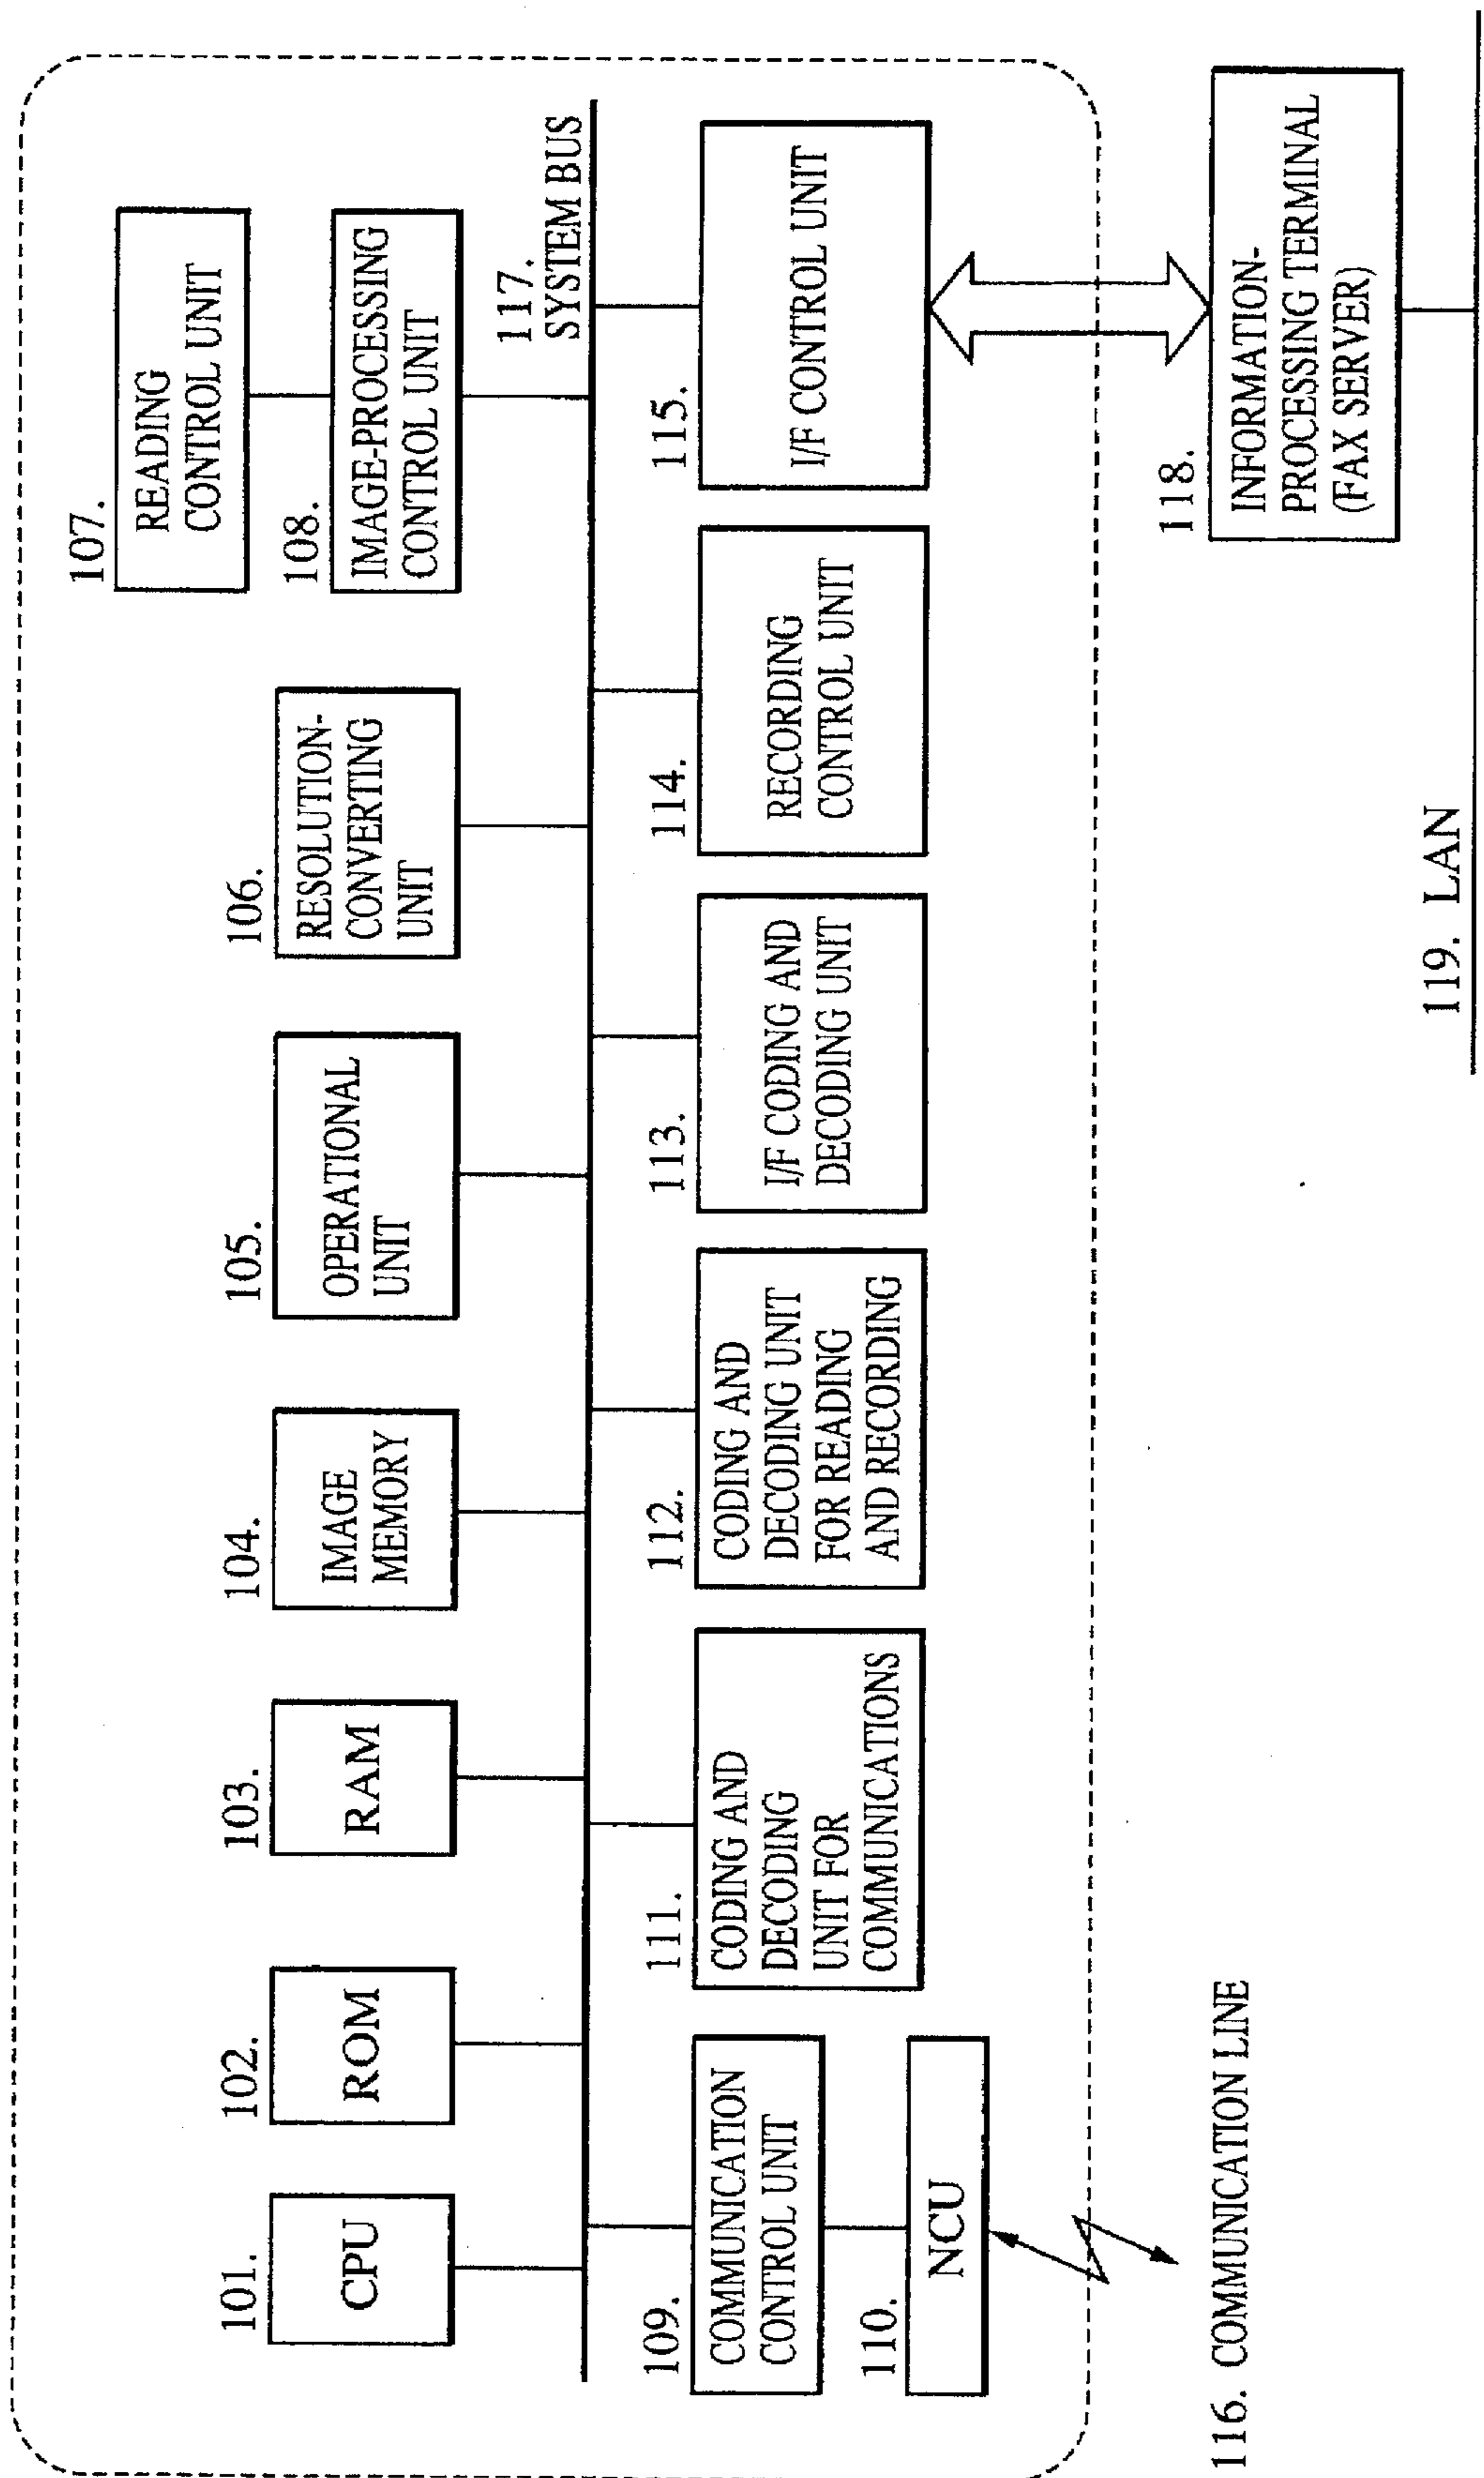 101.
CPU
102.
ROM
103.
RAM
104.
IMAGE
MEMORY
105.
OPERATIONAL
UNIT
106.
RESOLUTION-
CONVERTING
UNIT
107.
READING
CONTROL UNIT
108.
IMAGE-PROCESSING
CONTROL UNIT
117.
SYSTEM BUS
109.
COMMUNICATION
CONTROL UNIT
110.
NCU
111.
CODING AND
DECODING
UNIT FOR
COMMUNICATIONS
112.
CODING AND
DECODING UNIT
FOR READING
AND RECORDING
113.
I/F CODING AND
DECODING UNIT
114.
RECORDING
CONTROL UNIT
115.
I/F CONTROL UNIT
116. COMMUNICATION LINE
118.
INFORMATION-
PROCESSING TERMINAL
(FAX SERVER)
119. LAN